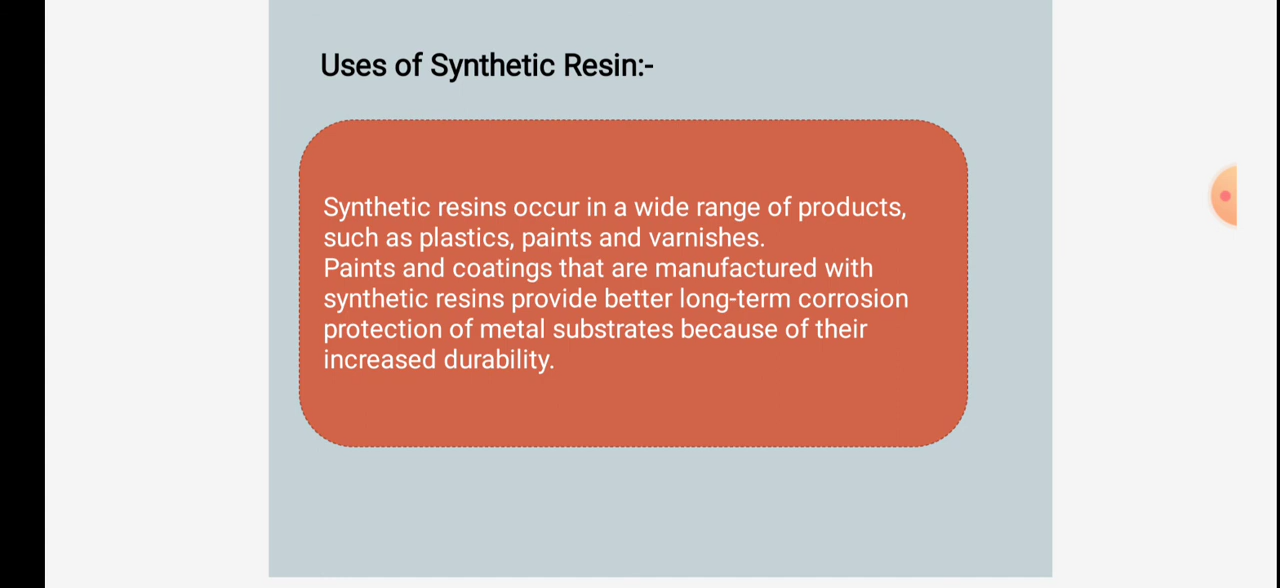 Uses of Synthetic Resin:-
Synthetic resins occur in a wide range of products,
such as plastics, paints and varnishes.
Paints and coatings that are manufactured with
synthetic resins provide better long-term corrosion
protection of metal substrates because of their
increased durability.